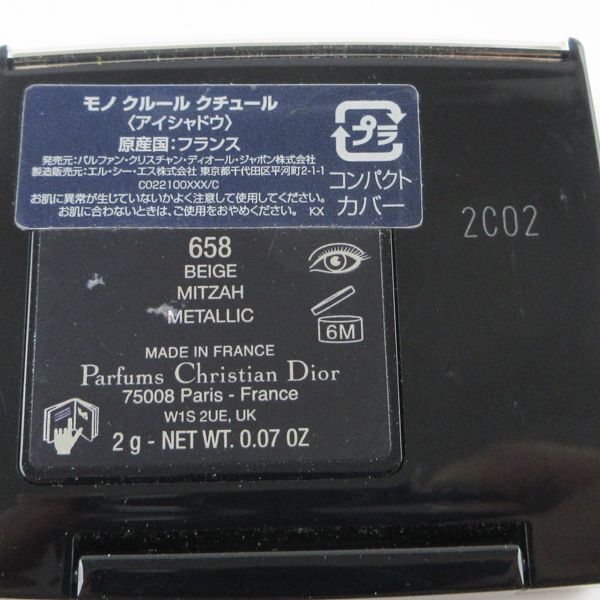 モノ クルール クチュール
〈アイシャドウ〉
原産国:フランス
発売元:パルファン・クリスチャン・ディオール・ジャポン株式会社
製造販売元:エル・シー・エス株式会社 東京都千代田区平河町2-1-1
C022100XXX/C
お肌に異常が生じていないかよく注意して使用してください。
お肌に合わないときは、ご使用をおやめください。 KX
プラ
コンパクト
カバー
2C02
658
BEIGE
MITZAH
METALLIC
6M
MADE IN FRANCE
Parfums Christian Dior
75008 Paris - France
W1S 2UE, UK
2 g - NET WT. 0.07 OZ